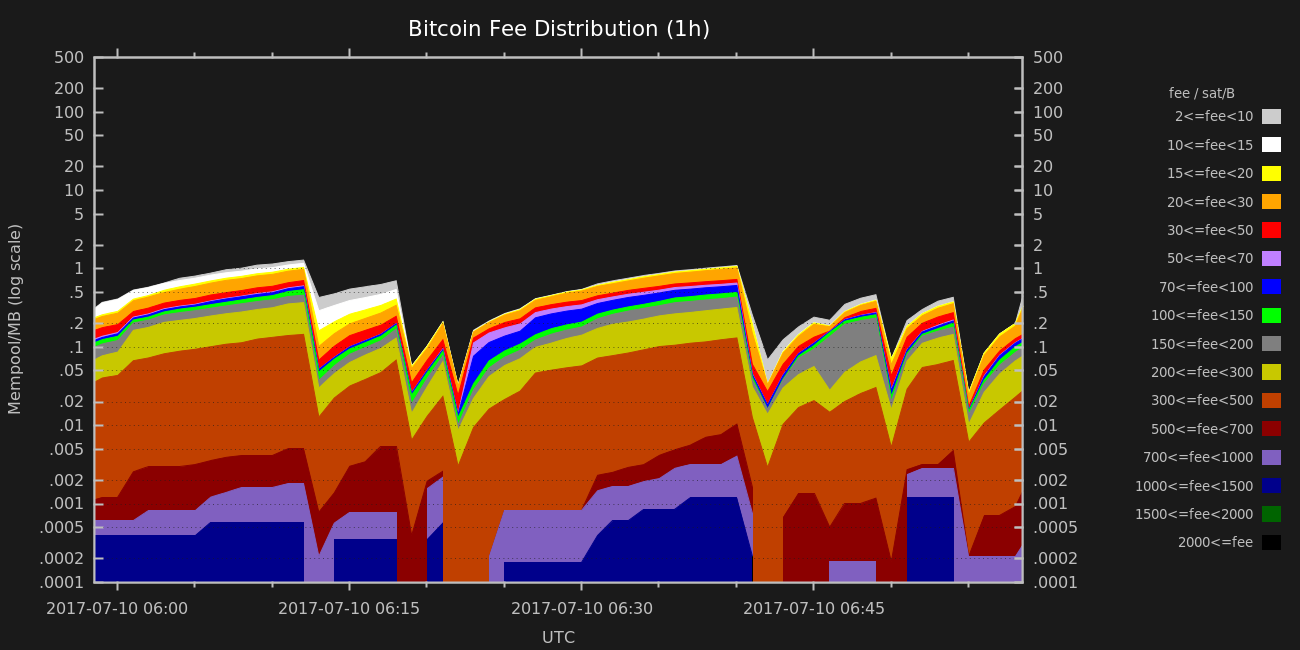 Bitcoin Fee Distribution (1h)
Mempool/MB (log scale)
500
200
100
50
20
10
5
2
1
.5
.2
.1
.05
.02
.01
.005
.002
.001
.0005
.0002
.0001
500
200
100
50
20
10
5
2
1
.5
.2
.1
.05
.02
.01
.005
.002
.001
.0005
.0002
.0001
2017-07-10 06:00
2017-07-10 06:15
2017-07-10 06:30
2017-07-10 06:45
UTC
fee / sat/B
2<=fee<10
10<=fee<15
15<=fee<20
20<=fee<30
30<=fee<50
50<=fee<70
70<=fee<100
100<=fee<150
150<=fee<200
200<=fee<300
300<=fee<500
500<=fee<700
700<=fee<1000
1000<=fee<1500
1500<=fee<2000
2000<=fee